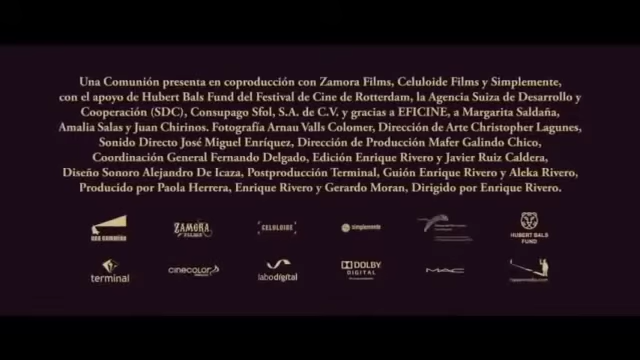 Una Comunión presenta en coproducción con Zamora Films, Celuloide Films y Simplemente,
con el apoyo de Hubert Bals Fund del Festival de Cine de Rotterdam, la Agencia Suiza de Desarrollo y
Cooperación (SDC), Consupago Sfol, S.A. de C.V. y gracias a EFICINE, a Margarita Saldaña,
Amalia Salas y Juan Chirinos. Fotografía Arnau Valls Colomer, Dirección de Arte Christopher Lagunes,
Sonido Directo José Miguel Enríquez, Dirección de Producción Mafer Galindo Chico,
Coordinación General Fernando Delgado, Edición Enrique Rivero y Javier Ruiz Caldera,
Diseño Sonoro Alejandro De Icaza, Postproducción Terminal, Guión Enrique Rivero y Aleka Rivero,
Producido por Paola Herrera, Enrique Rivero y Gerardo Moran, Dirigido por Enrique Rivero.
UNA COMUNIÓN
ZAMORA
FILMS
CELULOIDE
simplemente
HUBERT BALS
FUND
terminal
cinecolor
labodigital
DOLBY
DIGITAL
MAC